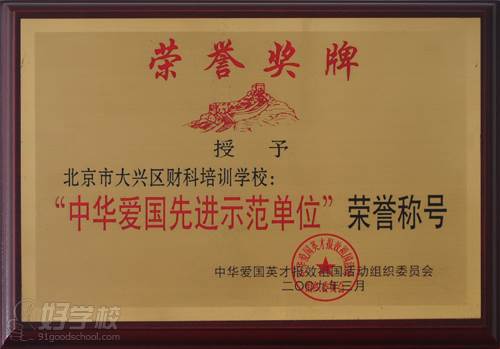 荣誉奖牌
授予
北京市大兴区财科培训学校：
“中华爱国先进示范单位”荣誉称号
中华爱国英才报效祖国活动组织委员会
二〇〇年三月
好学校
91goodschool.com